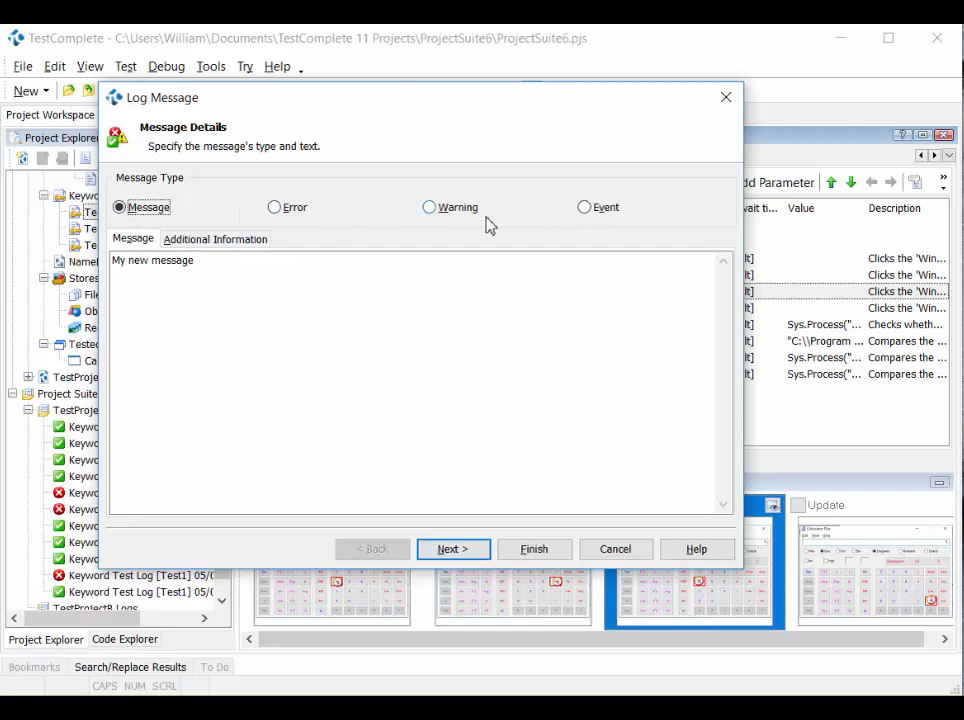 TestComplete - C:\Users\William\Documents\TestComplete 11 Projects\ProjectSuite6\ProjectSuite6.pjs
File Edit View Test Debug Tools Try Help
New
Project Workspace
Project Explorer
Log Message
Message Details
Specify the message's type and text.
Message Type
Message Error Warning Event
Message Additional Information
My new message
< Back Next > Finish Cancel Help
Parameter
Value Description
Clicks the 'Win...
Clicks the 'Win...
Clicks the 'Win...
Clicks the 'Win...
Sys.Process("... Checks wheth...
"C:\\Program ... Compares the ...
Sys.Process("... Compares the ...
Sys.Process("... Compares the ...
Update
Keyword Test Log [Test1] 05/0
Keyword Test Log [Test1] 05/0
TestProjectB Logs
Project Explorer Code Explorer
Bookmarks Search/Replace Results To Do
CAPS NUM SCRL